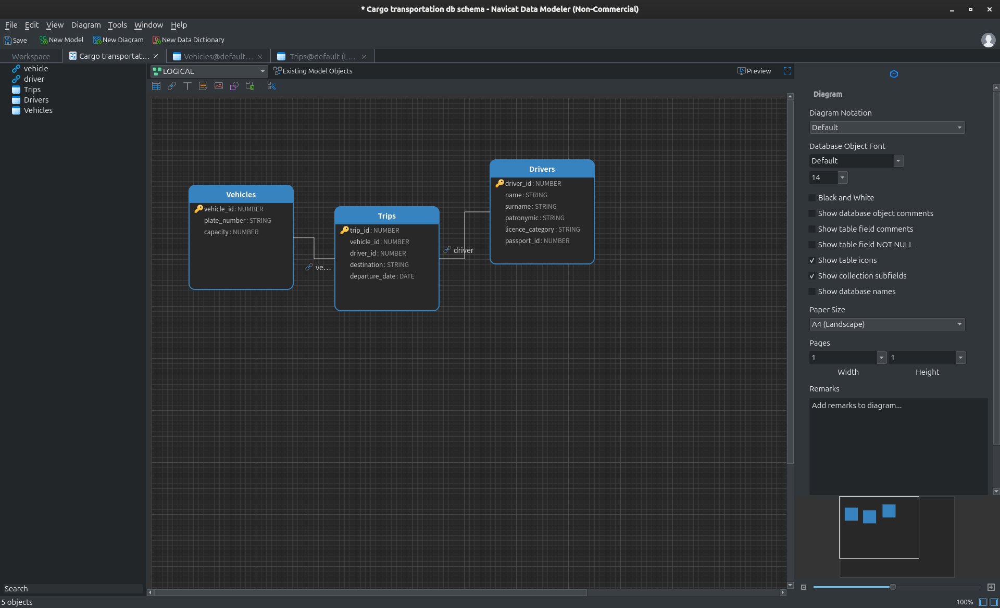 * Cargo transportation db schema - Navicat Data Modeler (Non-Commercial)
File Edit View Diagram Tools Window Help
Save New Model New Diagram New Data Dictionary
Workspace Cargo transportat... Vehicles@default... Trips@default (L...
vehicle
driver
Trips
Drivers
Vehicles
Search
5 objects
LOGICAL Existing Model Objects Preview
Vehicles
vehicle_id: NUMBER
plate_number: STRING
capacity: NUMBER
ve...
Trips
trip_id: NUMBER
vehicle_id: NUMBER
driver_id: NUMBER
destination: STRING
departure_date: DATE
driver
Drivers
driver_id: NUMBER
name: STRING
surname: STRING
patronymic: STRING
licence_category: STRING
passport_id: NUMBER
Diagram
Diagram Notation
Default
Database Object Font
Default
14
Black and White
Show database object comments
Show table field comments
Show table field NOT NULL
Show table icons
Show collection subfields
Show database names
Paper Size
A4 (Landscape)
Pages
1 1
Width Height
Remarks
Add remarks to diagram...
100%